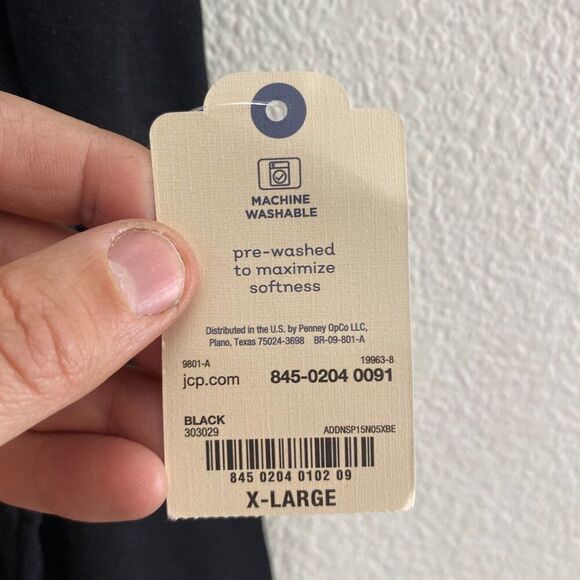 MACHINE
WASHABLE
pre-washed
to maximize
softness
Distributed in the U.S. by Penney OpCo LLC,
Plano, Texas 75024-3698 BR-09-801-A
9801-A 19963-8
jcp.com 845-0204 0091
BLACK
303029 ADDNSP15N05XBE
845 0204 0102 09
X-LARGE